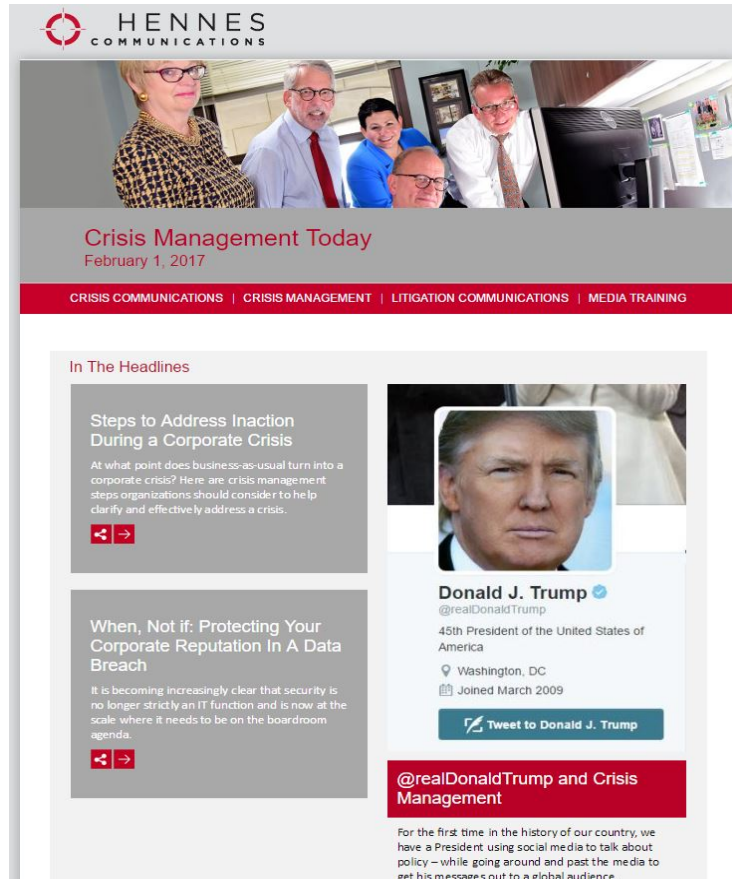 HENNES
COMMUNICATIONS
Crisis Management Today
February 1, 2017
CRISIS COMMUNICATIONS | CRISIS MANAGEMENT | LITIGATION COMMUNICATIONS | MEDIA TRAINING
In The Headlines
Steps to Address Inaction
During a Corporate Crisis
At what point does business-as-usual turn into a
corporate crisis? Here are crisis management
steps organizations should consider to help
clarify and effectively address a crisis.
When, Not if: Protecting Your
Corporate Reputation In A Data
Breach
It is becoming increasingly clear that security is
no longer strictly an IT function and is now at the
scale where it needs to be on the boardroom
agenda.
Donald J. Trump
@realDonaldTrump
45th President of the United States of
America
Washington, DC
Joined March 2009
Tweet to Donald J. Trump
@realDonaldTrump and Crisis
Management
For the first time in the history of our country, we
have a President using social media to talk about
policy – while going around and past the media to
get his messages out to a global audience